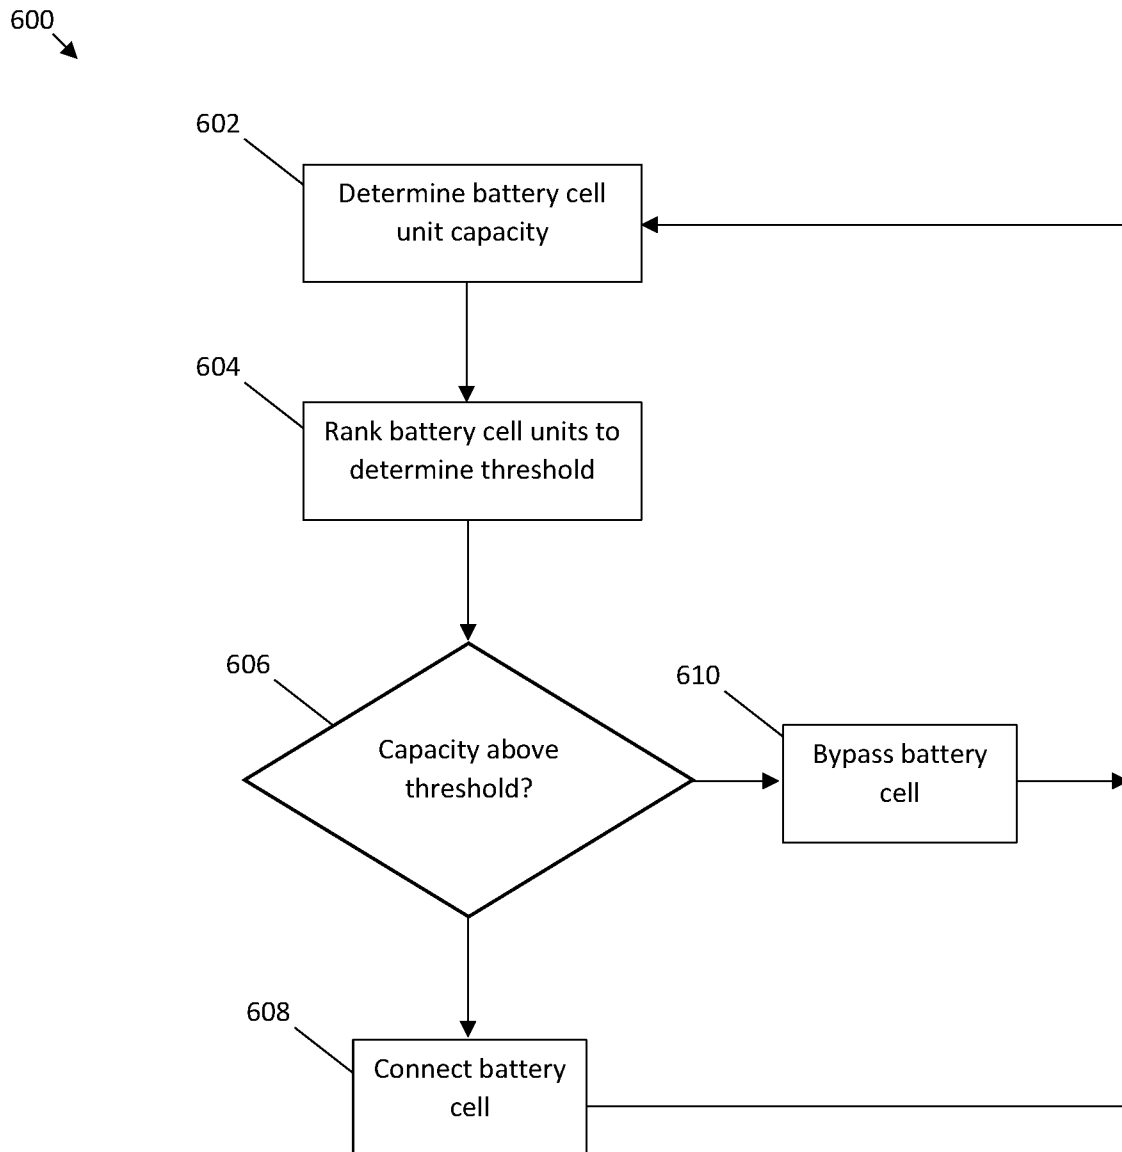 600
602
Determine battery cell
unit capacity
604
Rank battery cell units to
determine threshold
606
Capacity above
threshold?
610
Bypass battery
cell
608
Connect battery
cell